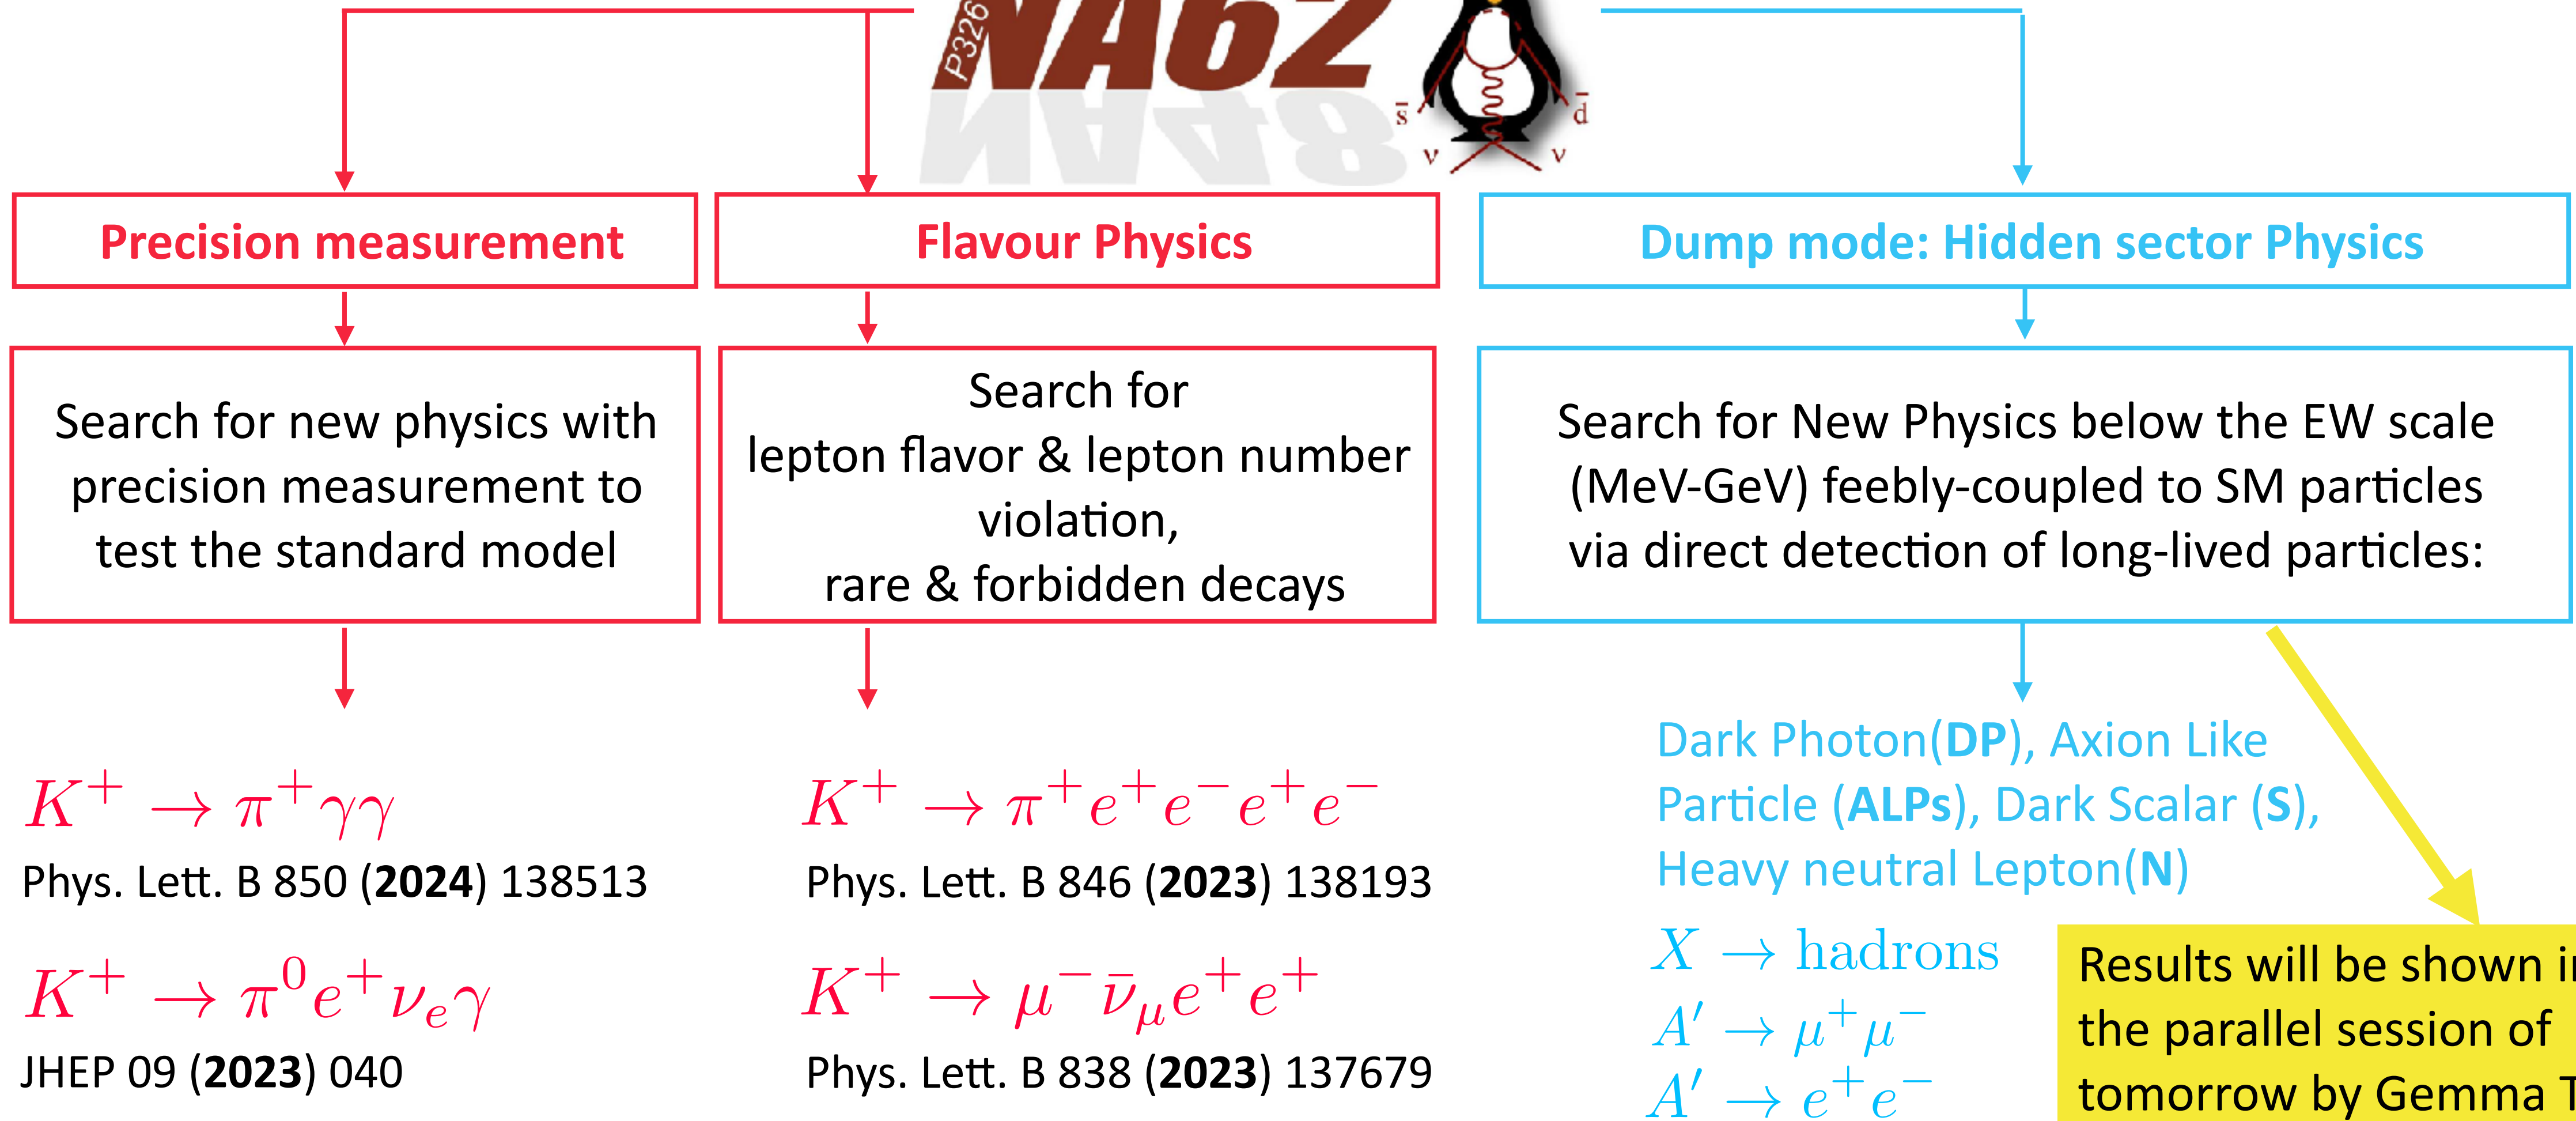 P326
NA62
NA48
s̄
d̄
ν
ν
Precision measurement
Flavour Physics
Dump mode: Hidden sector Physics
Search for new physics with
precision measurement to
test the standard model
Search for
lepton flavor & lepton number
violation,
rare & forbidden decays
Search for New Physics below the EW scale
(MeV-GeV) feebly-coupled to SM particles
via direct detection of long-lived particles:
K⁺ → π⁺γγ
Phys. Lett. B 850 (2024) 138513
K⁺ → π⁰e⁺νₑγ
JHEP 09 (2023) 040
K⁺ → π⁺e⁺e⁻e⁺e⁻
Phys. Lett. B 846 (2023) 138193
K⁺ → μ⁻ν̄_μe⁺e⁺
Phys. Lett. B 838 (2023) 137679
Dark Photon(DP), Axion Like
Particle (ALPs), Dark Scalar (S),
Heavy neutral Lepton(N)
X → hadrons
A′ → μ⁺μ⁻
A′ → e⁺e⁻
Results will be shown in
the parallel session of
tomorrow by Gemma T